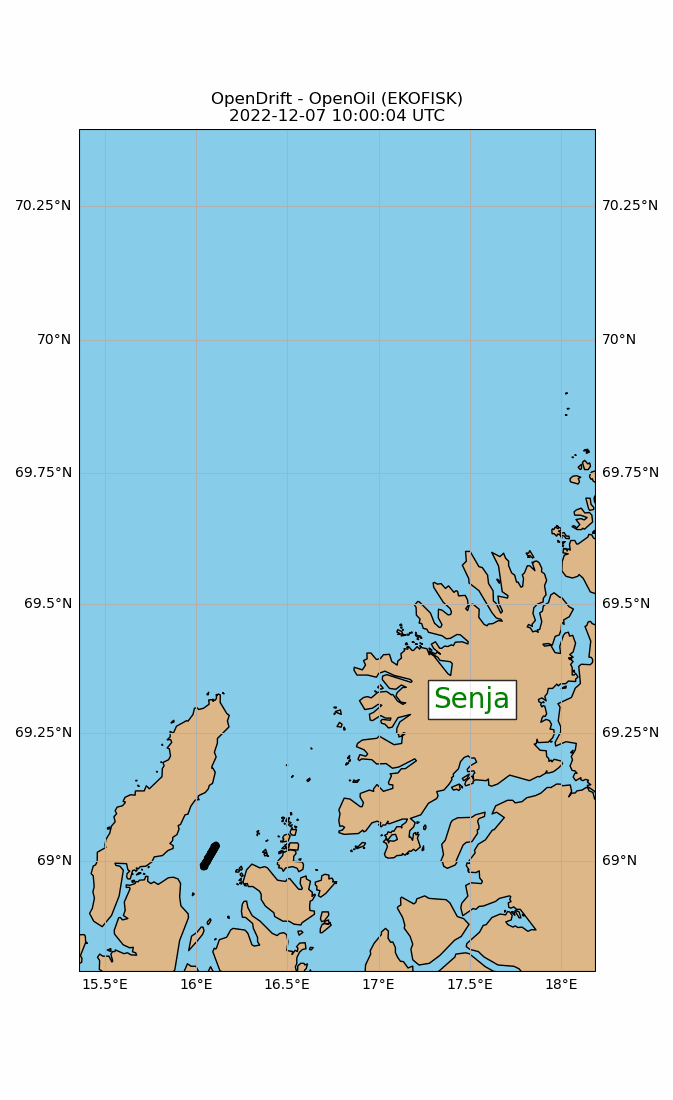 OpenDrift - OpenOil (EKOFISK)
2022-12-07 10:00:04 UTC
70.25°N 70.25°N
70°N 70°N
69.75°N 69.75°N
69.5°N 69.5°N
Senja
69.25°N 69.25°N
69°N 69°N
15.5°E 16°E 16.5°E 17°E 17.5°E 18°E